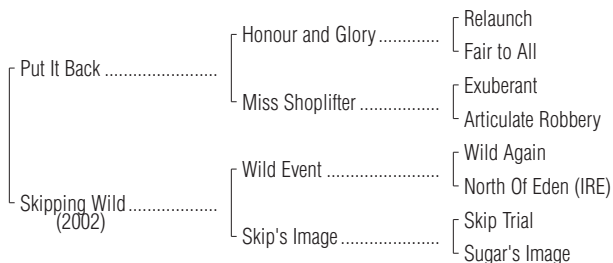 Relaunch
Honour and Glory .............
Fair to All
Put It Back ........................
Exuberant
Miss Shoplifter .................
Articulate Robbery
Wild Again
Wild Event ........................
North Of Eden (IRE)
Skipping Wild ...................
(2002)
Skip Trial
Skip's Image .....................
Sugar's Image